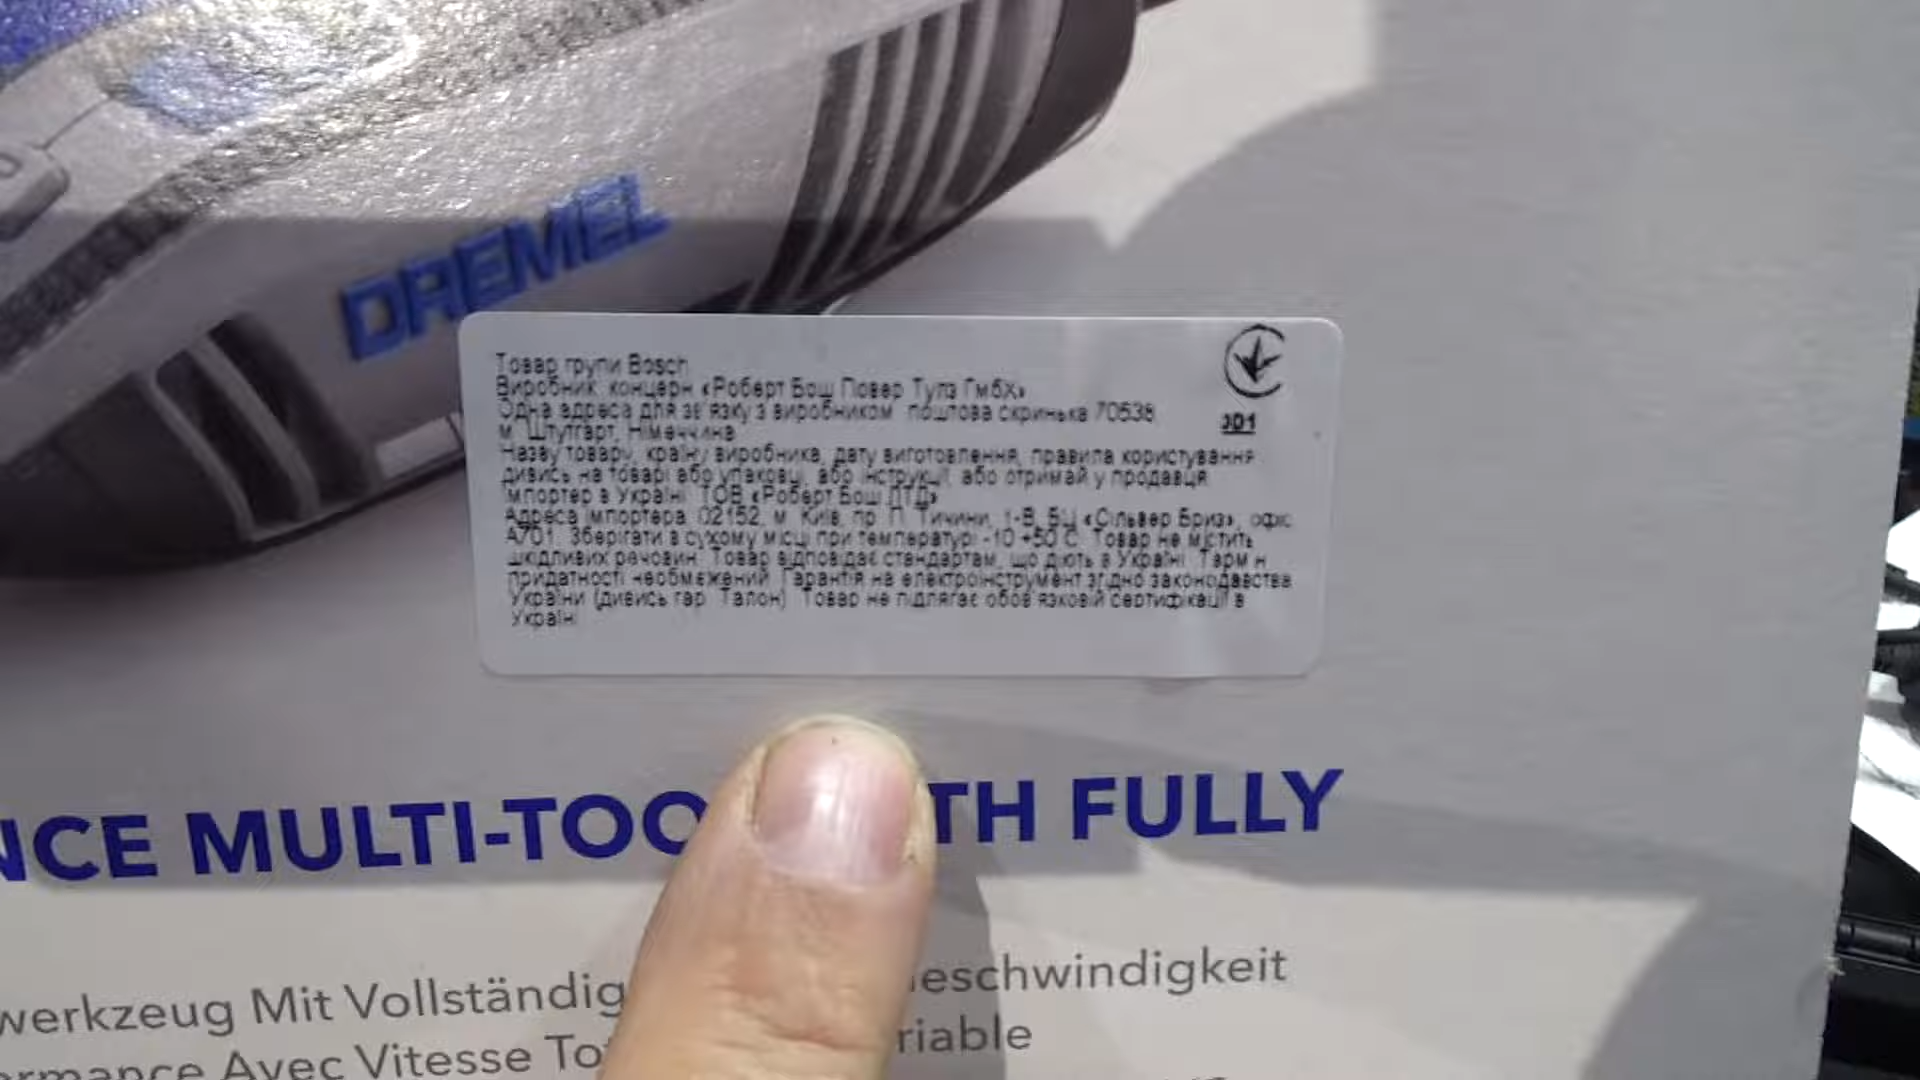 DREMEL
Товар групи Bosch
Виробник: концерн «Роберт Бош Повер Тулз ГмбХ»
Єдина адреса для зв'язку з виробником: поштова скринька 70538
м. Штутгарт, Німеччина
Назву товару, країну виробника, дату виготовлення, правила користування
дивись на товарі або упаковці, або інструкції, або отримай у продавця
Імпортер в Україні: ТОВ «Роберт Бош ЛТД»
Адреса імпортера: 02152, м. Київ, пр. П. Тичини, 1-В, БЦ «Сільвер Бриз», офіс
А701. Зберігати в сухому місці при температурі -10 +50 С. Товар не містить
шкідливих речовин. Товар відповідає стандартам, що діють в Україні. Термін
придатності необмежений. Гарантія на електроінструмент згідно законодавства
України (дивись гар. Талон). Товар не підлягає обов'язковій сертифікації в
Україні
301
NCE MULTI-TOO TH FULLY
werkzeug Mit Vollständig eschwindigkeit
ormance Avec Vitesse To riable